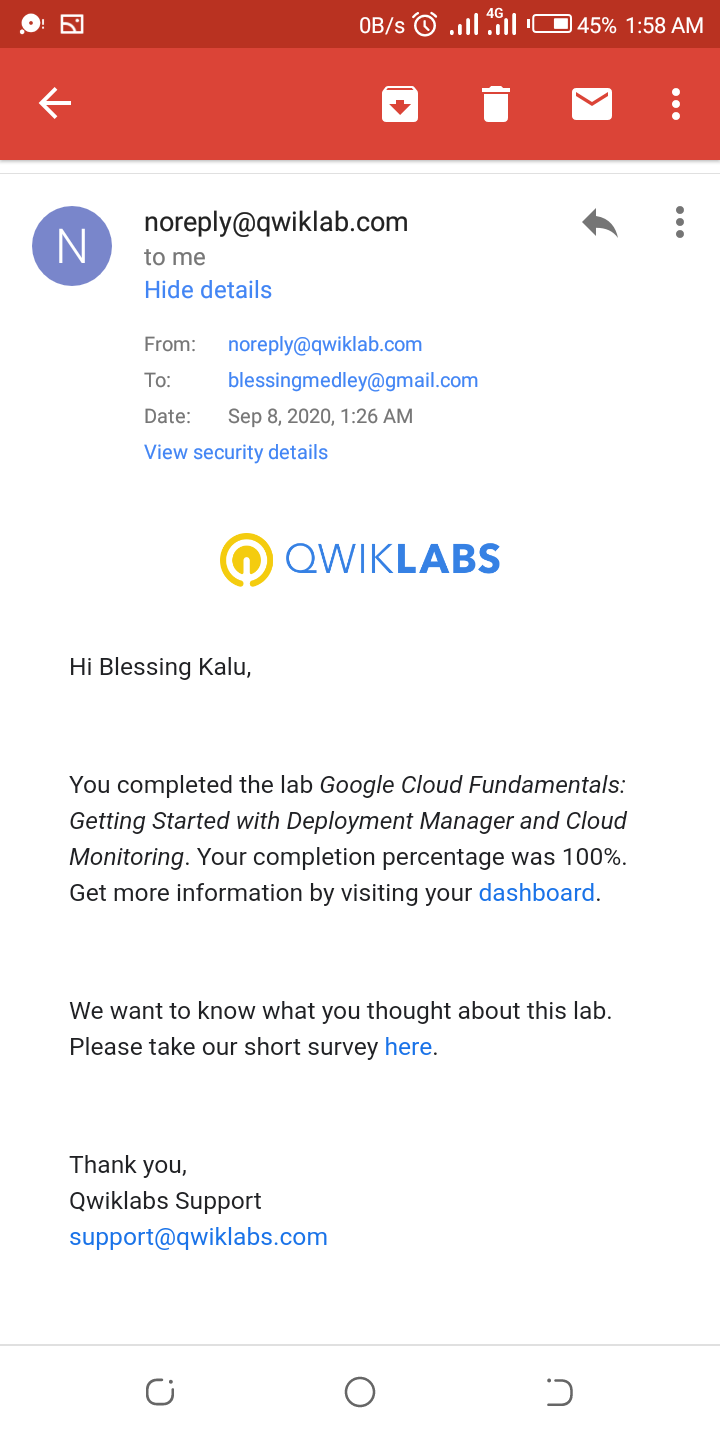 0B/s 4G 45% 1:58 AM
N
noreply@qwiklab.com
to me
Hide details
From: noreply@qwiklab.com
To: blessingmedley@gmail.com
Date: Sep 8, 2020, 1:26 AM
View security details
QWIKLABS
Hi Blessing Kalu,
You completed the lab Google Cloud Fundamentals:
Getting Started with Deployment Manager and Cloud
Monitoring. Your completion percentage was 100%.
Get more information by visiting your dashboard.
We want to know what you thought about this lab.
Please take our short survey here.
Thank you,
Qwiklabs Support
support@qwiklabs.com